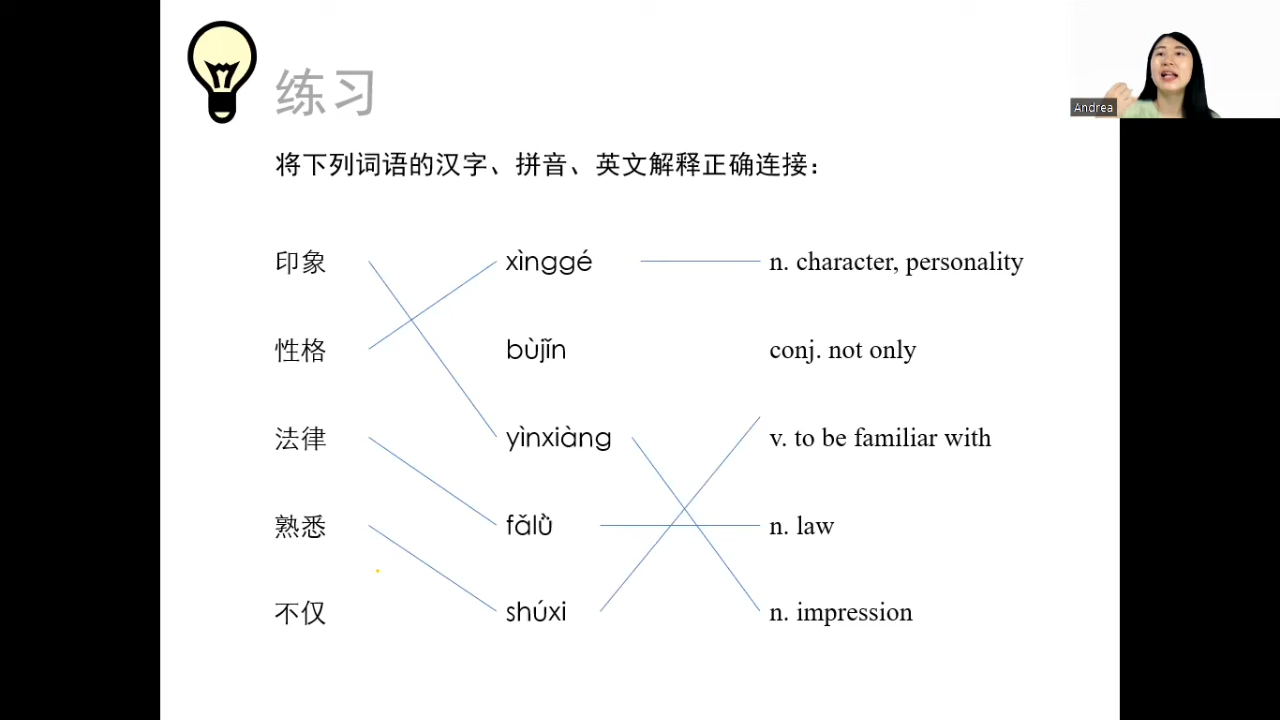 练习
Andrea
将下列词语的汉字、拼音、英文解释正确连接：
印象 xìnggé n. character, personality
性格 bùjǐn conj. not only
法律 yìnxiàng v. to be familiar with
熟悉 fǎlǜ n. law
不仅 shúxi n. impression